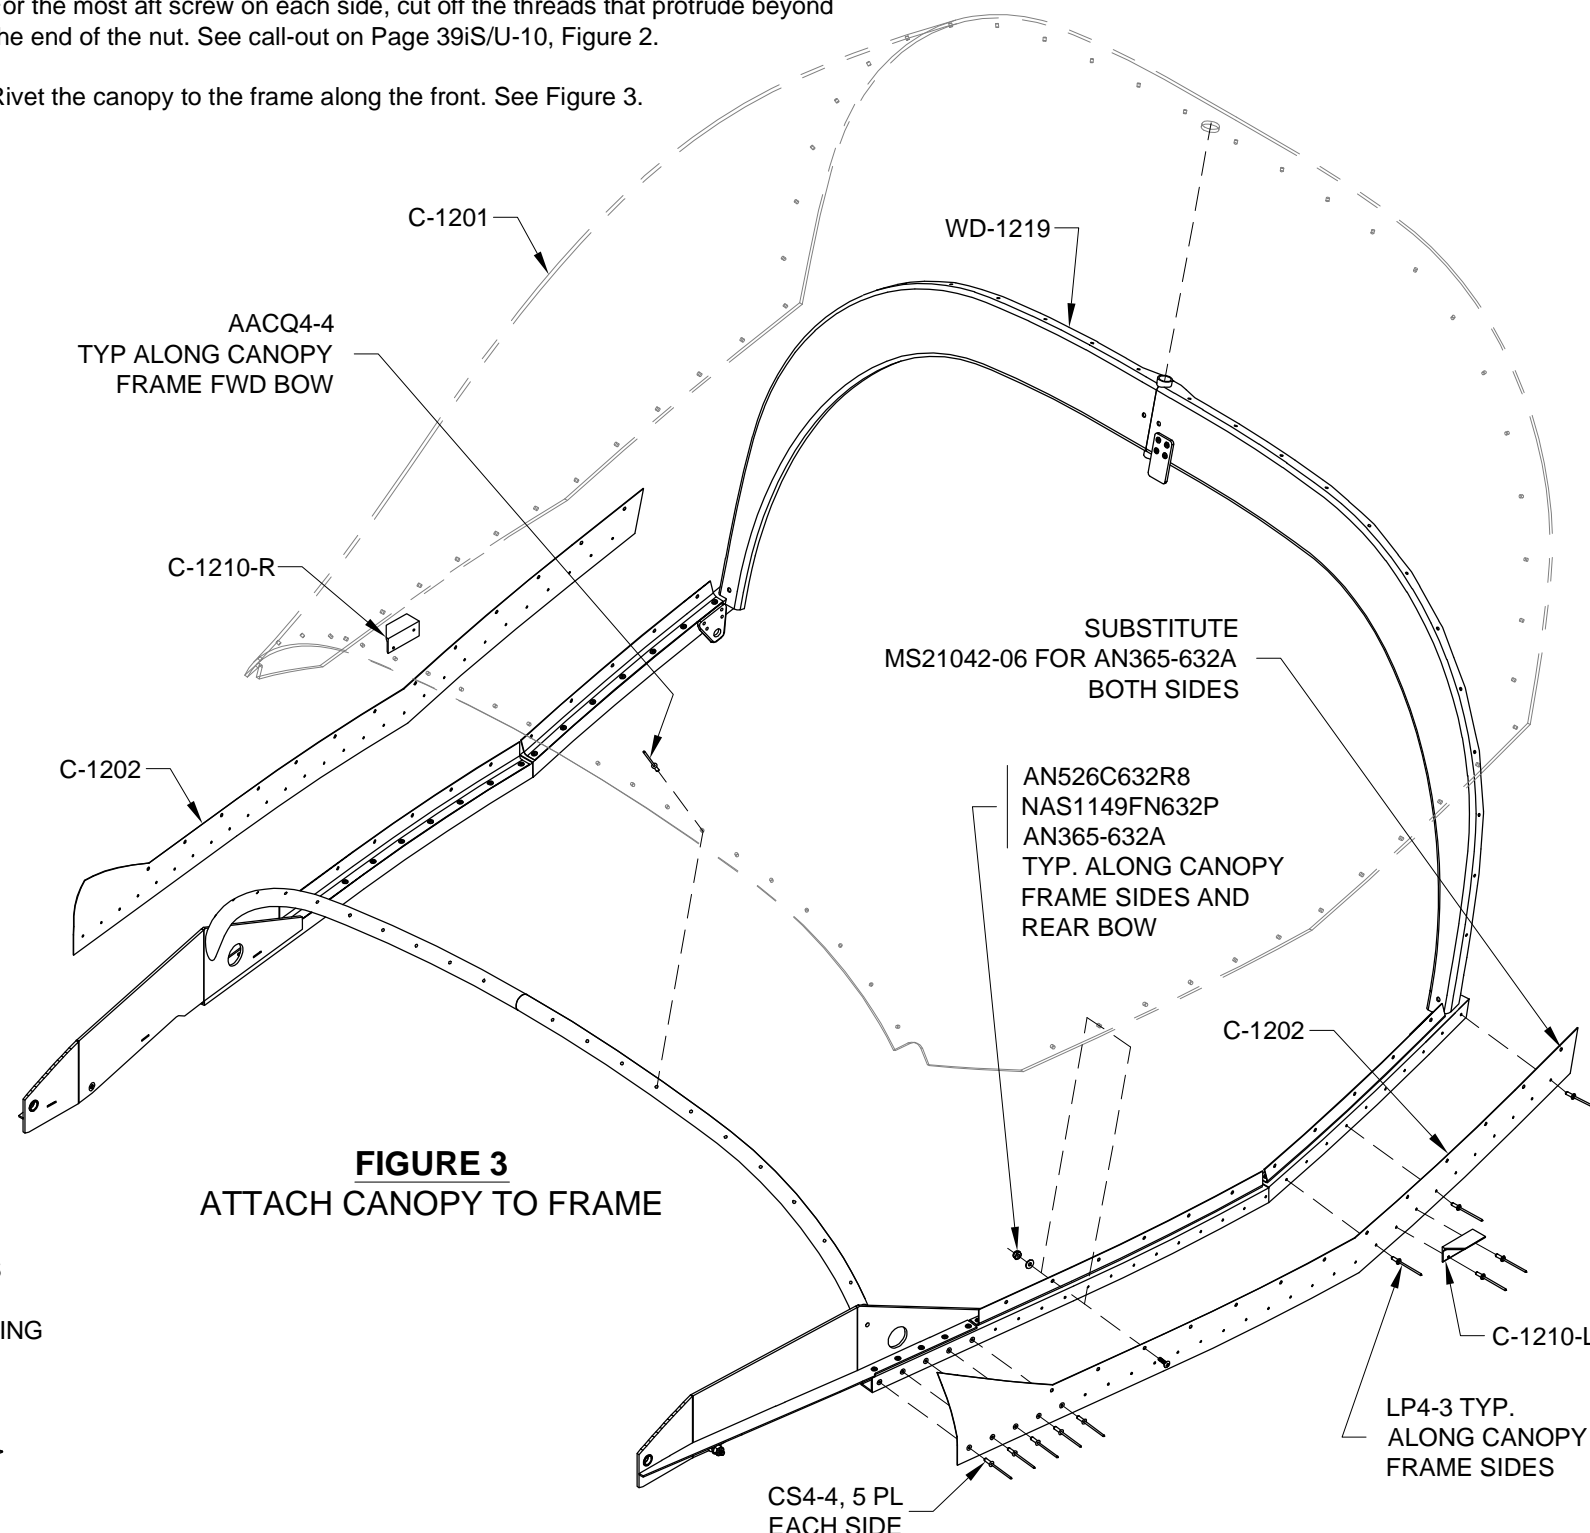 or the most aft screw on each side, cut off the threads that protrude beyond
he end of the nut. See call-out on Page 39iS/U-10, Figure 2.
Rivet the canopy to the frame along the front. See Figure 3.
C-1201
WD-1219
AACQ4-4
TYP ALONG CANOPY
FRAME FWD BOW
C-1210-R
SUBSTITUTE
MS21042-06 FOR AN365-632A
BOTH SIDES
C-1202
AN526C632R8
NAS1149FN632P
AN365-632A
TYP. ALONG CANOPY
FRAME SIDES AND
REAR BOW
C-1202
FIGURE 3
ATTACH CANOPY TO FRAME
ING
C-1210-L
LP4-3 TYP.
ALONG CANOPY
FRAME SIDES
CS4-4, 5 PL
EACH SIDE